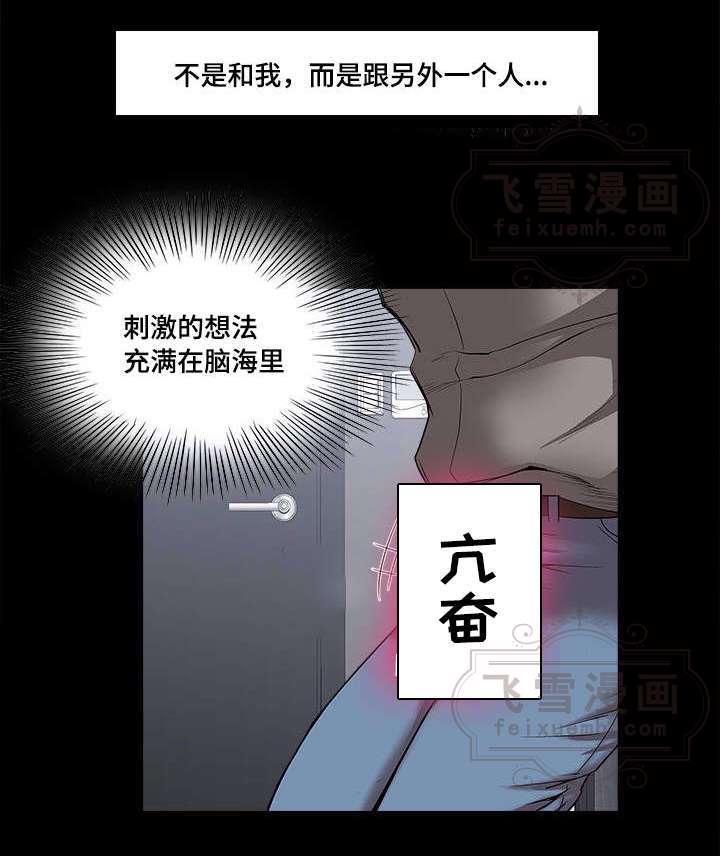 不是和我，而是跟另外一个人...
飞雪漫画
feixuemh.com
刺激的想法
充满在脑海里
亢奋
飞雪漫画
feixuemh.com